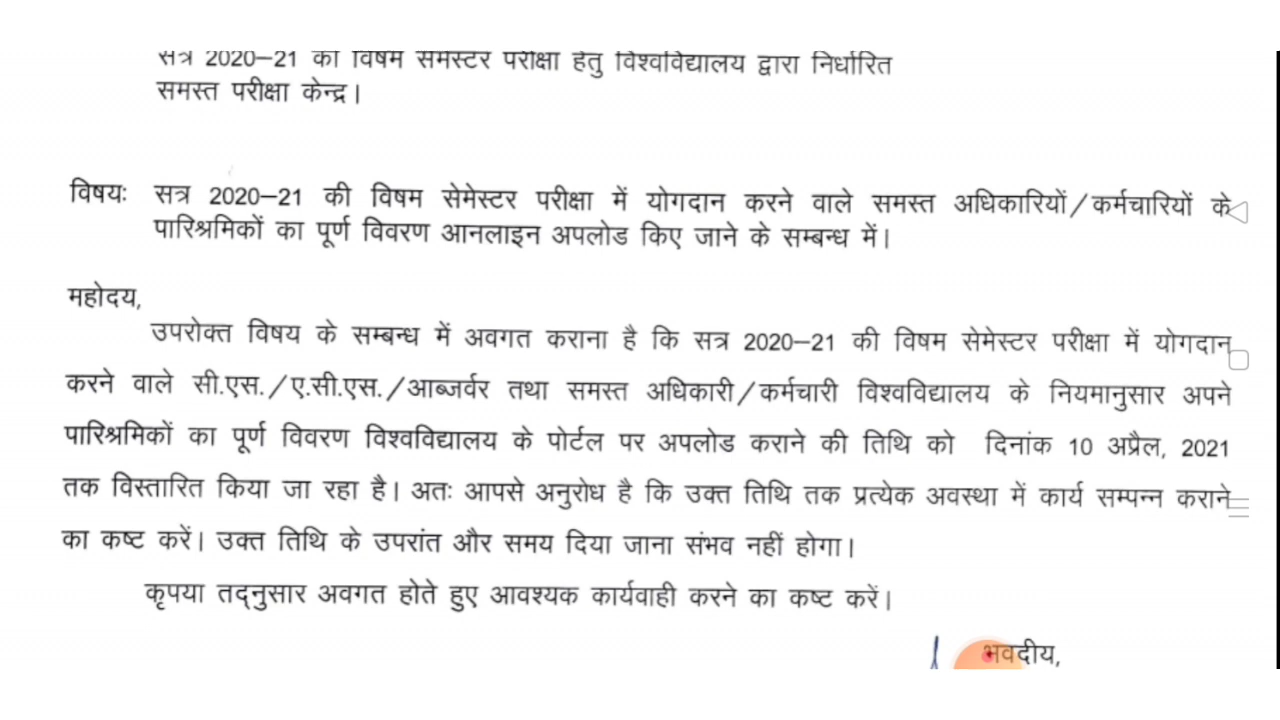 सत्र 2020–21 की विषम समेस्टर परीक्षा हेतु विश्वविद्यालय द्वारा निर्धारित
समस्त परीक्षा केन्द्र।
विषयः सत्र 2020–21 की विषम सेमेस्टर परीक्षा में योगदान करने वाले समस्त अधिकारियों/कर्मचारियों के
पारिश्रमिकों का पूर्ण विवरण आनलाइन अपलोड किए जाने के सम्बन्ध में।
महोदय,
उपरोक्त विषय के सम्बन्ध में अवगत कराना है कि सत्र 2020–21 की विषम सेमेस्टर परीक्षा में योगदान
करने वाले सी.एस./ए.सी.एस./आब्जर्वर तथा समस्त अधिकारी/कर्मचारी विश्वविद्यालय के नियमानुसार अपने
पारिश्रमिकों का पूर्ण विवरण विश्वविद्यालय के पोर्टल पर अपलोड कराने की तिथि को दिनांक 10 अप्रैल, 2021
तक विस्तारित किया जा रहा है। अतः आपसे अनुरोध है कि उक्त तिथि तक प्रत्येक अवस्था में कार्य सम्पन्न कराने
का कष्ट करें। उक्त तिथि के उपरांत और समय दिया जाना संभव नहीं होगा।
कृपया तद्नुसार अवगत होते हुए आवश्यक कार्यवाही करने का कष्ट करें।
भवदीय,